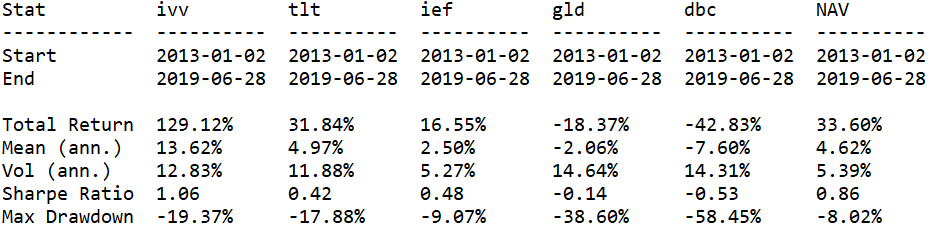 Stat          ivv         tlt         ief         gld         dbc         NAV
------------  ----------  ----------  ----------  ----------  ----------  ----------
Start         2013-01-02  2013-01-02  2013-01-02  2013-01-02  2013-01-02  2013-01-02
End           2019-06-28  2019-06-28  2019-06-28  2019-06-28  2019-06-28  2019-06-28

Total Return  129.12%     31.84%      16.55%      -18.37%     -42.83%     33.60%
Mean (ann.)   13.62%      4.97%       2.50%       -2.06%      -7.60%      4.62%
Vol (ann.)    12.83%      11.88%      5.27%       14.64%      14.31%      5.39%
Sharpe Ratio  1.06        0.42        0.48        -0.14       -0.53       0.86
Max Drawdown  -19.37%     -17.88%     -9.07%      -38.60%     -58.45%     -8.02%